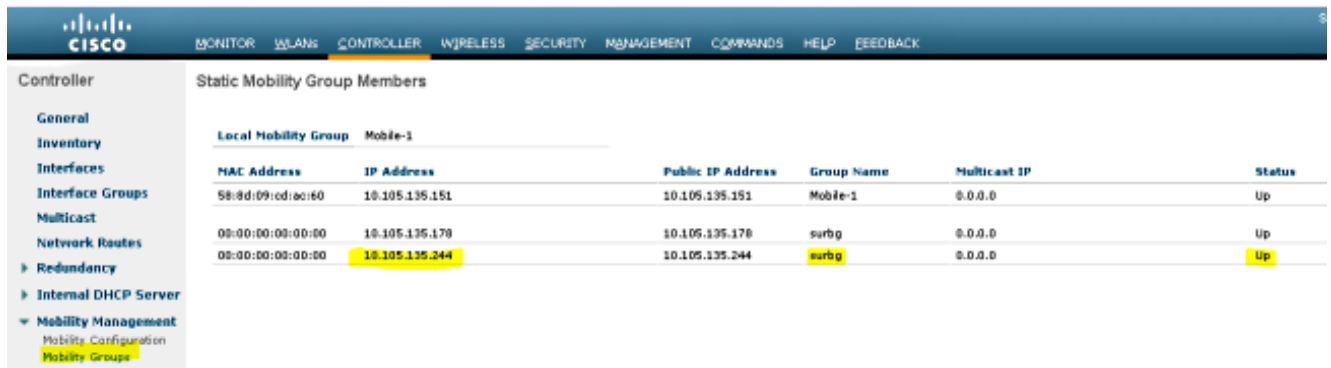 CISCO
MONITOR WLANs CONTROLLER WIRELESS SECURITY MANAGEMENT COMMANDS HELP FEEDBACK
Controller
General
Inventory
Interfaces
Interface Groups
Multicast
Network Routes
Redundancy
Internal DHCP Server
Mobility Management
Mobility Configuration
Mobility Groups
Static Mobility Group Members
Local Mobility Group Mobile-1
MAC Address IP Address Public IP Address Group Name Multicast IP Status
58:8d:09:cd:ac:60 10.105.135.151 10.105.135.151 Mobile-1 0.0.0.0 Up
00:00:00:00:00:00 10.105.135.178 10.105.135.178 surbg 0.0.0.0 Up
00:00:00:00:00:00 10.105.135.244 10.105.135.244 surbg 0.0.0.0 Up